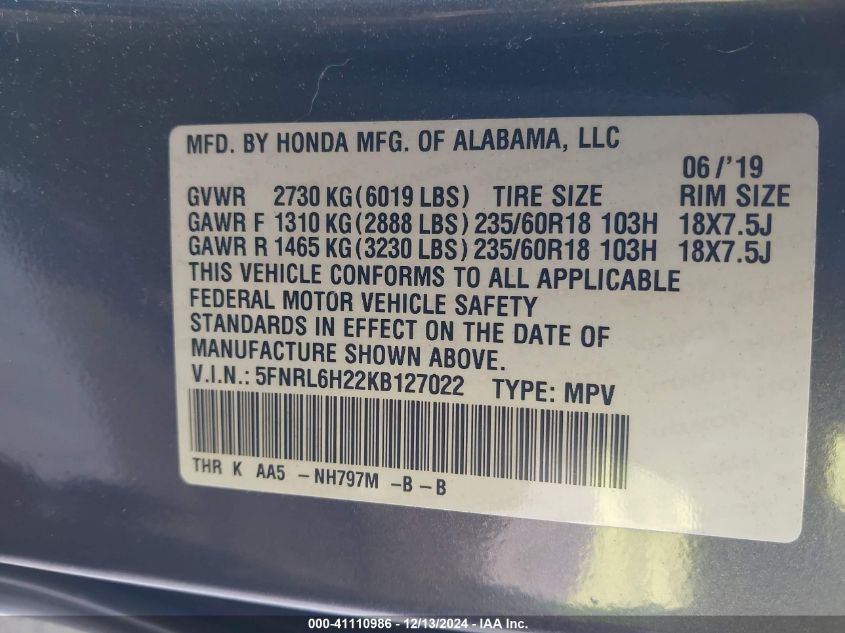 MFD. BY HONDA MFG. OF ALABAMA, LLC
06/'19
GVWR 2730 KG(6019 LBS) TIRE SIZE RIM SIZE
GAWR F 1310 KG(2888 LBS) 235/60R18 103H 18X7.5J
GAWR R 1465 KG(3230 LBS) 235/60R18 103H 18X7.5J
THIS VEHICLE CONFORMS TO ALL APPLICABLE
FEDERAL MOTOR VEHICLE SAFETY
STANDARDS IN EFFECT ON THE DATE OF
MANUFACTURE SHOWN ABOVE.
V.I.N.: 5FNRL6H22KB127022 TYPE: MPV
THR K AA5 -NH797M -B-B
000-41110986 - 12/13/2024 - IAA Inc.